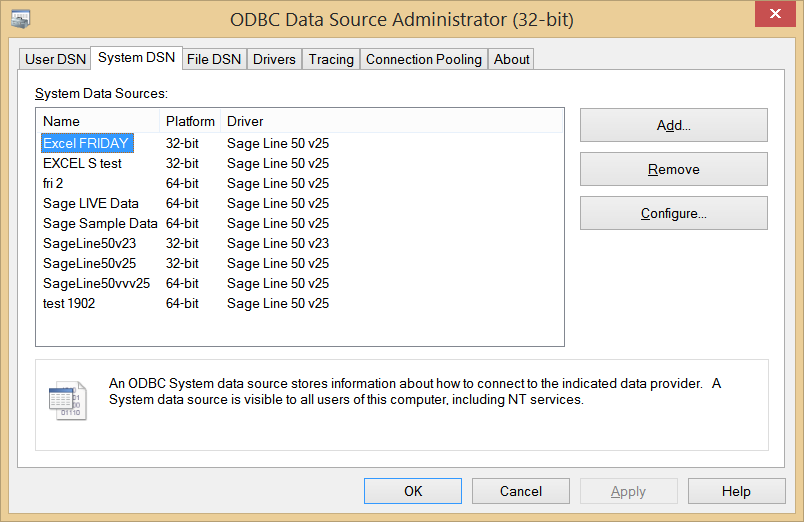 ODBC Data Source Administrator (32-bit)
User DSN System DSN File DSN Drivers Tracing Connection Pooling About
System Data Sources:
Name Platform Driver
Excel FRIDAY 32-bit Sage Line 50 v25
EXCEL S test 32-bit Sage Line 50 v25
fri 2 64-bit Sage Line 50 v25
Sage LIVE Data 64-bit Sage Line 50 v25
Sage Sample Data 64-bit Sage Line 50 v25
SageLine50v23 32-bit Sage Line 50 v23
SageLine50v25 32-bit Sage Line 50 v25
SageLine50vvv25 64-bit Sage Line 50 v25
test 1902 64-bit Sage Line 50 v25
Add...
Remove
Configure...
An ODBC System data source stores information about how to connect to the indicated data provider. A
System data source is visible to all users of this computer, including NT services.
OK Cancel Apply Help